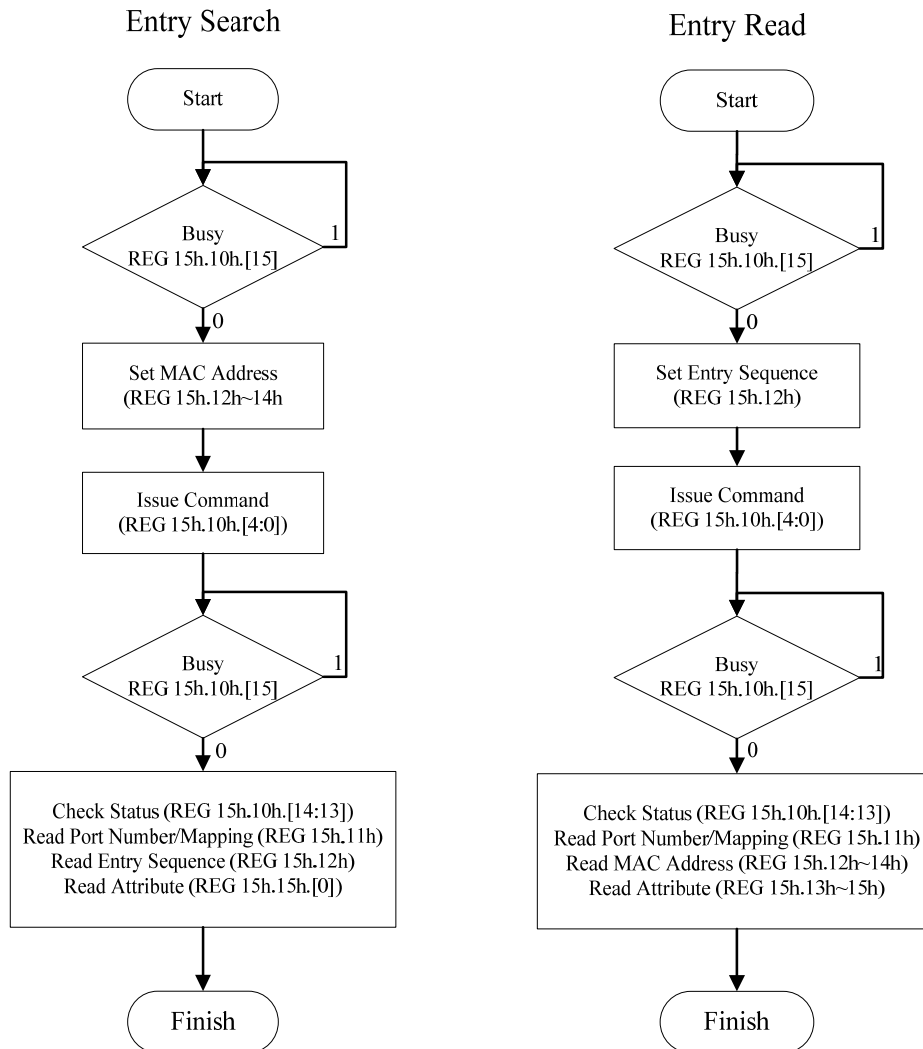 Entry Search
Start
Busy
REG 15h.10h.[15]
1
0
Set MAC Address
(REG 15h.12h~14h
Issue Command
(REG 15h.10h.[4:0])
Busy
REG 15h.10h.[15]
1
0
Check Status (REG 15h.10h.[14:13])
Read Port Number/Mapping (REG 15h.11h)
Read Entry Sequence (REG 15h.12h)
Read Attribute (REG 15h.15h.[0])
Finish
Entry Read
Start
Busy
REG 15h.10h.[15]
1
0
Set Entry Sequence
(REG 15h.12h)
Issue Command
(REG 15h.10h.[4:0])
Busy
REG 15h.10h.[15]
1
0
Check Status (REG 15h.10h.[14:13])
Read Port Number/Mapping (REG 15h.11h)
Read MAC Address (REG 15h.12h~14h)
Read Attribute (REG 15h.13h~15h)
Finish